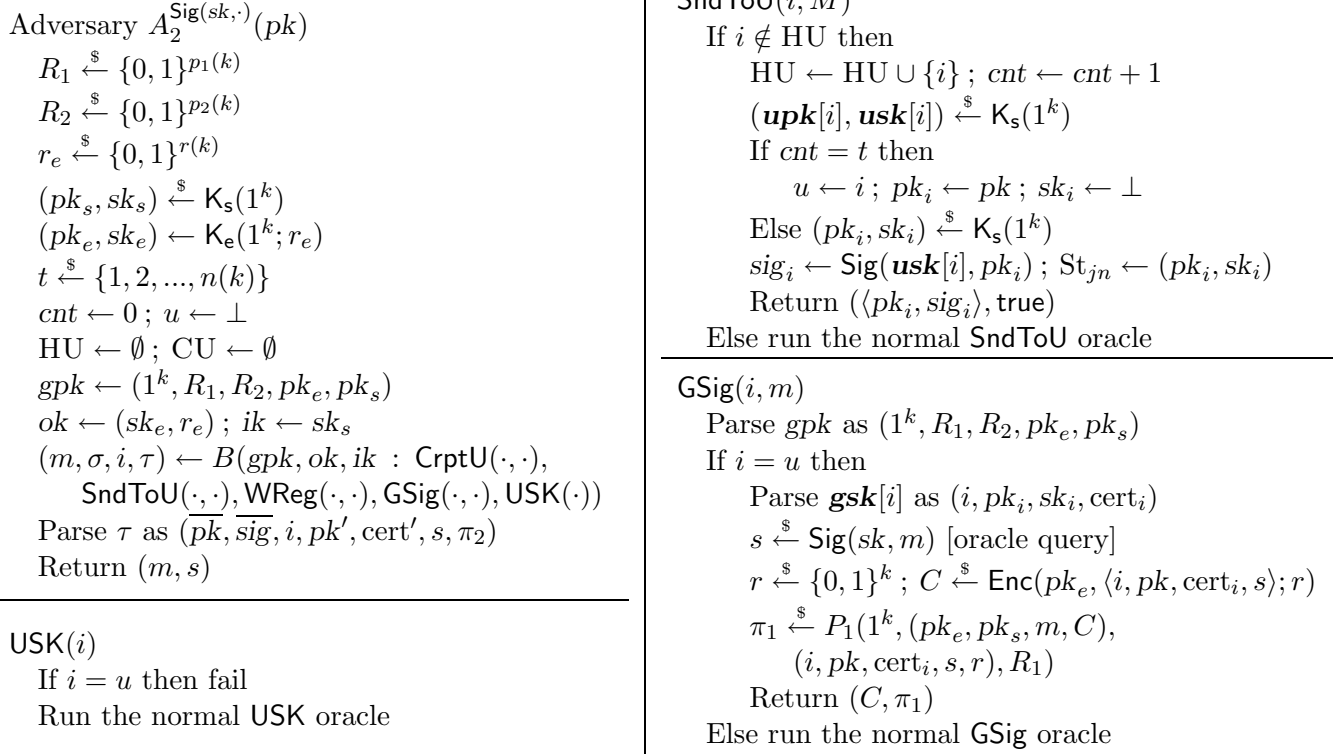 Adversary A_2^{Sig(sk,·)}(pk)
R_1 ←$ {0,1}^{p_1(k)}
R_2 ←$ {0,1}^{p_2(k)}
r_e ←$ {0,1}^{r(k)}
(pk_s, sk_s) ←$ K_s(1^k)
(pk_e, sk_e) ← K_e(1^k; r_e)
t ←$ {1, 2, ..., n(k)}
cnt ← 0 ; u ← ⊥
HU ← ∅ ; CU ← ∅
gpk ← (1^k, R_1, R_2, pk_e, pk_s)
ok ← (sk_e, r_e) ; ik ← sk_s
(m, σ, i, τ) ← B(gpk, ok, ik : CrptU(·,·),
SndToU(·,·), WReg(·,·), GSig(·,·), USK(·))
Parse τ as (\overline{pk}, \overline{sig}, i, pk′, cert′, s, π_2)
Return (m, s)
USK(i)
If i = u then fail
Run the normal USK oracle
SndToU(i, M)
If i ∉ HU then
HU ← HU ∪ {i} ; cnt ← cnt + 1
(upk[i], usk[i]) ←$ K_s(1^k)
If cnt = t then
u ← i ; pk_i ← pk ; sk_i ← ⊥
Else (pk_i, sk_i) ←$ K_s(1^k)
sig_i ← Sig(usk[i], pk_i) ; St_{jn} ← (pk_i, sk_i)
Return (⟨pk_i, sig_i⟩, true)
Else run the normal SndToU oracle
GSig(i, m)
Parse gpk as (1^k, R_1, R_2, pk_e, pk_s)
If i = u then
Parse gsk[i] as (i, pk_i, sk_i, cert_i)
s ←$ Sig(sk, m) [oracle query]
r ←$ {0,1}^k ; C ←$ Enc(pk_e, ⟨i, pk, cert_i, s⟩; r)
π_1 ←$ P_1(1^k, (pk_e, pk_s, m, C),
(i, pk, cert_i, s, r), R_1)
Return (C, π_1)
Else run the normal GSig oracle